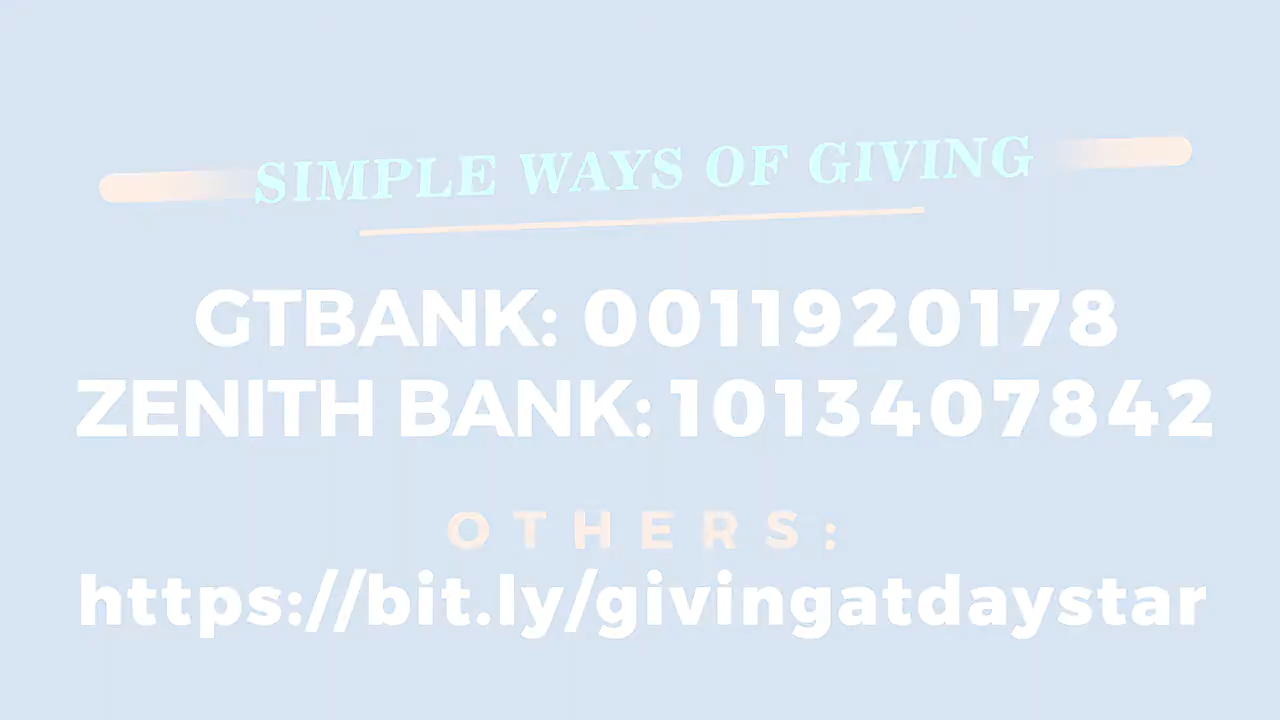 SIMPLE WAYS OF GIVING
GTBANK: 0011920178
ZENITH BANK: 1013407842
OTHERS:
https://bit.ly/givingatdaystar